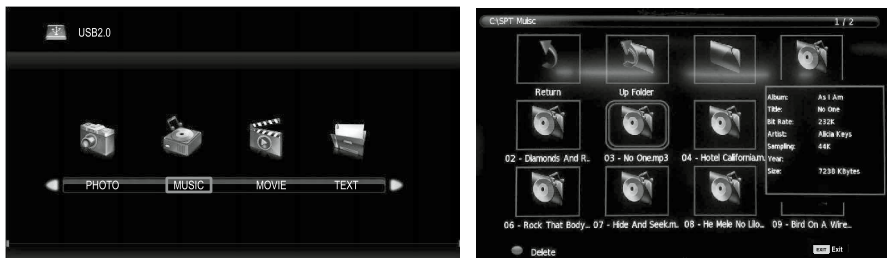 USB2.0
PHOTO MUSIC MOVIE TEXT
C:\SPT Muisc 1 / 2
Return Up Folder
Album: As I Am
Title: No One
Bit Rate: 232K
Artist: Alicia Keys
Sampling: 44K
Year:
Size: 7238 KBytes
02 - Diamonds And R.. 03 - No One.mp3 04 - Hotel California.m.
06 - Rock That Body... 07 - Hide And Seek.m.. 08 - He Mele No Lilo... 09 - Bird On A Wire...
Delete EXIT Exit